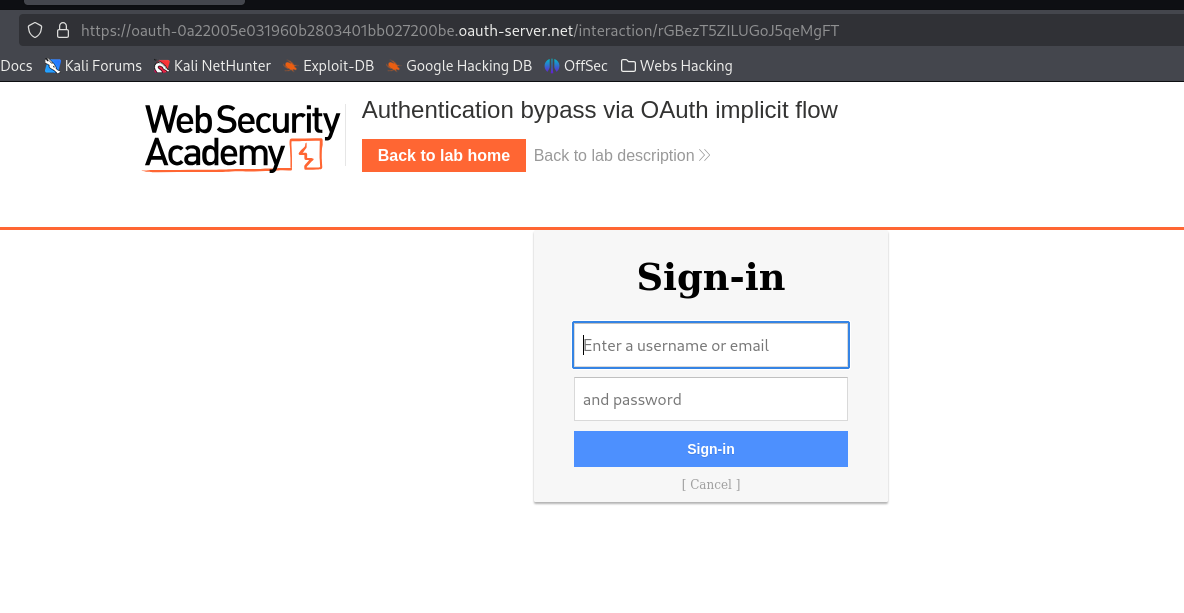 https://oauth-0a22005e031960b2803401bb027200be.oauth-server.net/interaction/rGBezT5ZILUGoJ5qeMgFT
Docs Kali Forums Kali NetHunter Exploit-DB Google Hacking DB OffSec Webs Hacking
Web Security
Academy
Authentication bypass via OAuth implicit flow
Back to lab home Back to lab description
Sign-in
Enter a username or email
and password
Sign-in
[ Cancel ]